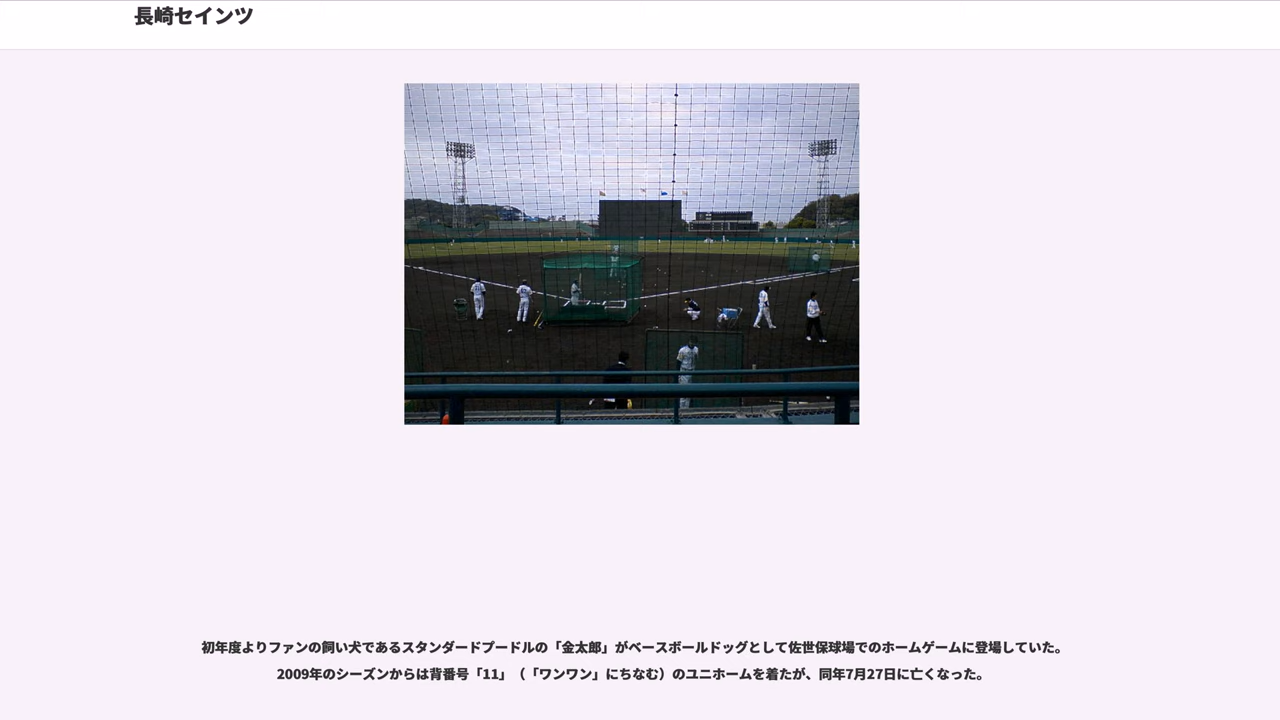 長崎セインツ
初年度よりファンの飼い犬であるスタンダードプードルの「金太郎」がベースボールドッグとして佐世保球場でのホームゲームに登場していた。
2009年のシーズンからは背番号「11」（「ワンワン」にちなむ）のユニホームを着たが、同年7月27日に亡くなった。